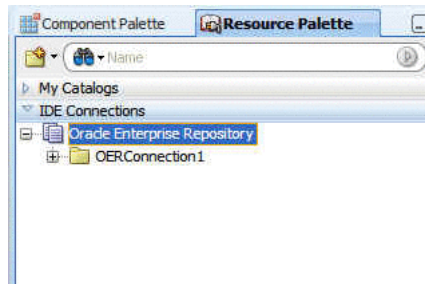 Component Palette Resource Palette
Name
My Catalogs
IDE Connections
Oracle Enterprise Repository
OERConnection1